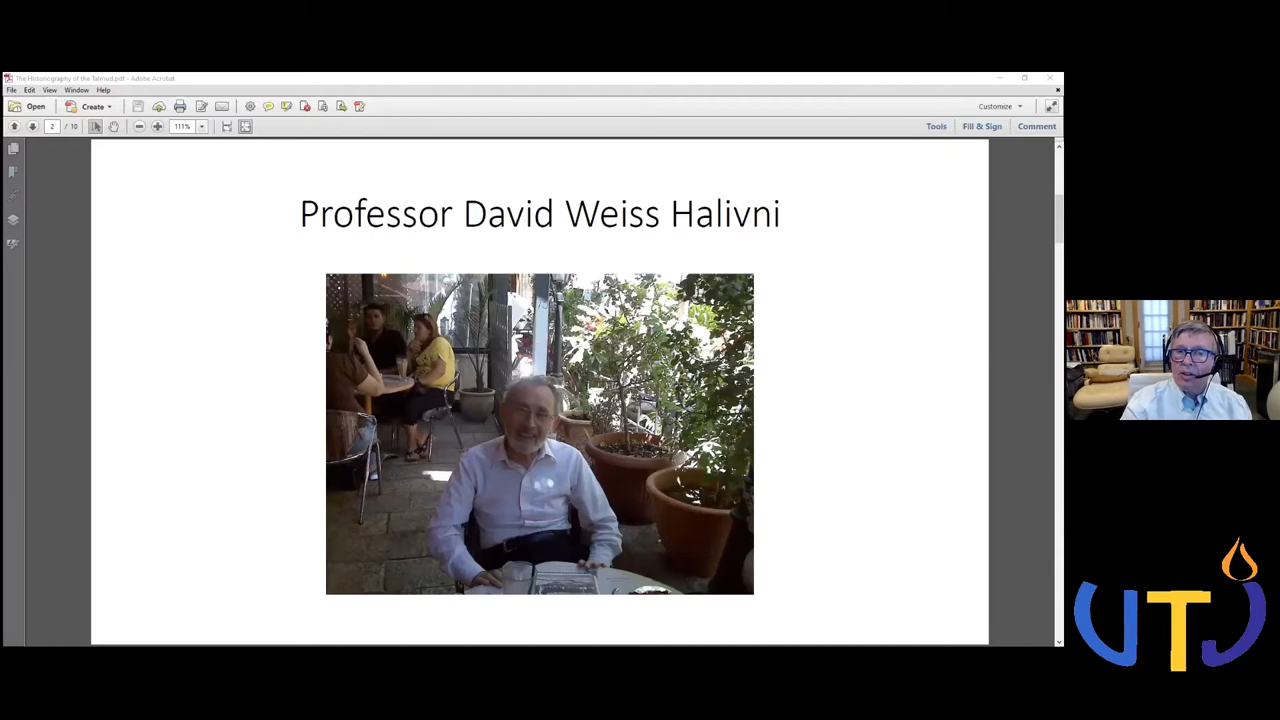 The Historiography of the Talmud.pdf - Adobe Acrobat
File Edit View Window Help
Open Create Customize
2 / 10 111% Tools Fill & Sign Comment
Professor David Weiss Halivni
UTJ